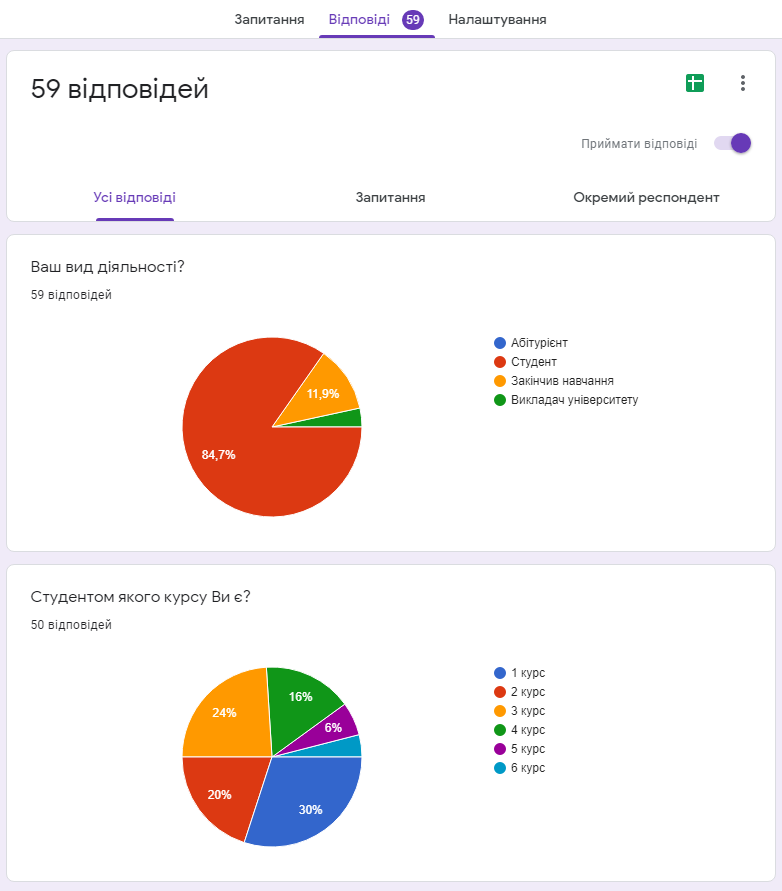 Запитання Відповіді 59 Налаштування
59 відповідей
Приймати відповіді
Усі відповіді Запитання Окремий респондент
Ваш вид діяльності?
59 відповідей
Абітурієнт
Студент
Закінчив навчання
Викладач університету
11,9%
84,7%
Студентом якого курсу Ви є?
50 відповідей
1 курс
2 курс
3 курс
4 курс
5 курс
6 курс
16%
24%
6%
20%
30%